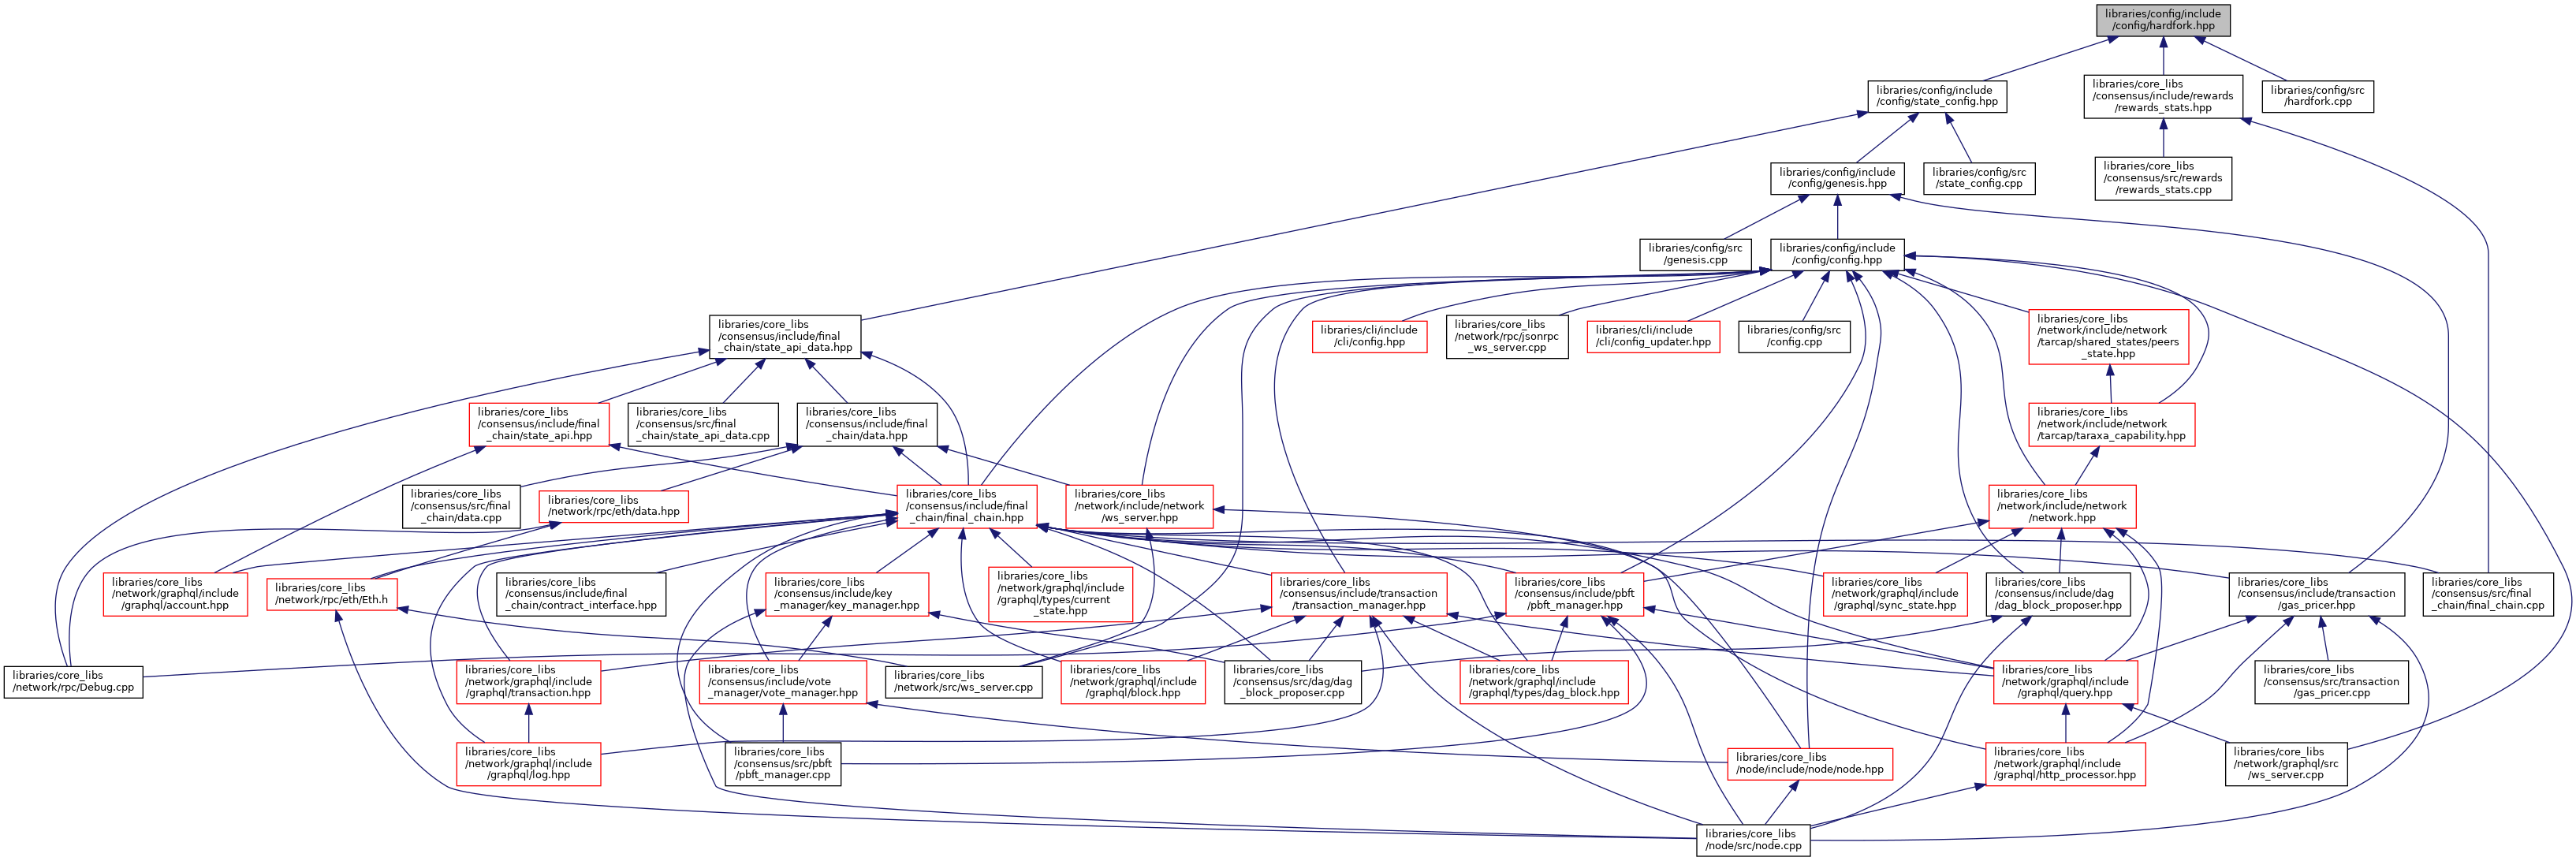 libraries/config/include
/config/hardfork.hpp
libraries/config/include
/config/state_config.hpp
libraries/core_libs
/consensus/include/rewards
/rewards_stats.hpp
libraries/config/src
/hardfork.cpp
libraries/config/include
/config/genesis.hpp
libraries/config/src
/state_config.cpp
libraries/core_libs
/consensus/src/rewards
/rewards_stats.cpp
libraries/config/src
/genesis.cpp
libraries/config/include
/config/config.hpp
libraries/core_libs
/consensus/include/final
_chain/state_api_data.hpp
libraries/cli/include
/cli/config.hpp
libraries/core_libs
/network/rpc/jsonrpc
_ws_server.cpp
libraries/cli/include
/cli/config_updater.hpp
libraries/config/src
/config.cpp
libraries/core_libs
/network/include/network
/tarcap/shared_states/peers
_state.hpp
libraries/core_libs
/consensus/include/final
_chain/state_api.hpp
libraries/core_libs
/consensus/src/final
_chain/state_api_data.cpp
libraries/core_libs
/consensus/include/final
_chain/data.hpp
libraries/core_libs
/network/include/network
/tarcap/taraxa_capability.hpp
libraries/core_libs
/consensus/src/final
_chain/data.cpp
libraries/core_libs
/network/rpc/eth/data.hpp
libraries/core_libs
/consensus/include/final
_chain/final_chain.hpp
libraries/core_libs
/network/include/network
/ws_server.hpp
libraries/core_libs
/network/include/network
/network.hpp
libraries/core_libs
/network/graphql/include
/graphql/account.hpp
libraries/core_libs
/network/rpc/eth/Eth.h
libraries/core_libs
/consensus/include/final
_chain/contract_interface.hpp
libraries/core_libs
/consensus/include/key
_manager/key_manager.hpp
libraries/core_libs
/network/graphql/include
/graphql/types/current
_state.hpp
libraries/core_libs
/consensus/include/transaction
/transaction_manager.hpp
libraries/core_libs
/consensus/include/pbft
/pbft_manager.hpp
libraries/core_libs
/network/graphql/include
/graphql/sync_state.hpp
libraries/core_libs
/consensus/include/dag
/dag_block_proposer.hpp
libraries/core_libs
/consensus/include/transaction
/gas_pricer.hpp
libraries/core_libs
/consensus/src/final
_chain/final_chain.cpp
libraries/core_libs
/network/rpc/Debug.cpp
libraries/core_libs
/network/graphql/include
/graphql/transaction.hpp
libraries/core_libs
/consensus/include/vote
_manager/vote_manager.hpp
libraries/core_libs
/network/src/ws_server.cpp
libraries/core_libs
/network/graphql/include
/graphql/block.hpp
libraries/core_libs
/consensus/src/dag/dag
_block_proposer.cpp
libraries/core_libs
/network/graphql/include
/graphql/types/dag_block.hpp
libraries/core_libs
/network/graphql/include
/graphql/query.hpp
libraries/core_libs
/consensus/src/transaction
/gas_pricer.cpp
libraries/core_libs
/network/graphql/include
/graphql/log.hpp
libraries/core_libs
/consensus/src/pbft
/pbft_manager.cpp
libraries/core_libs
/node/include/node/node.hpp
libraries/core_libs
/network/graphql/include
/graphql/http_processor.hpp
libraries/core_libs
/network/graphql/src
/ws_server.cpp
libraries/core_libs
/node/src/node.cpp